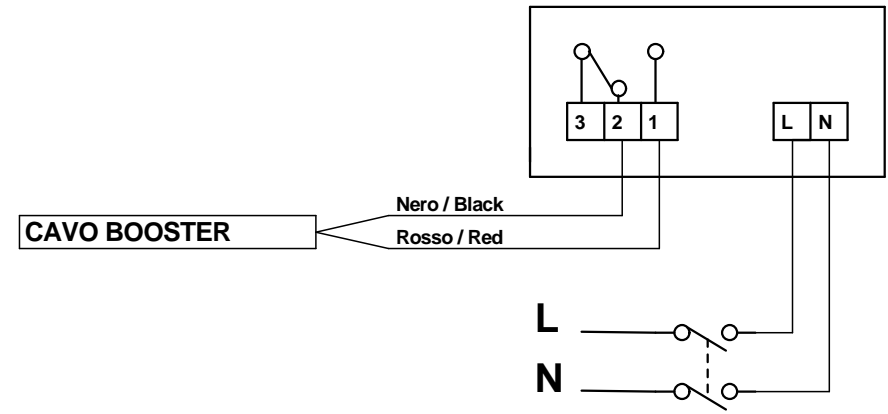 3 2 1 L N
Nero / Black
CAVO BOOSTER
Rosso / Red
L
N